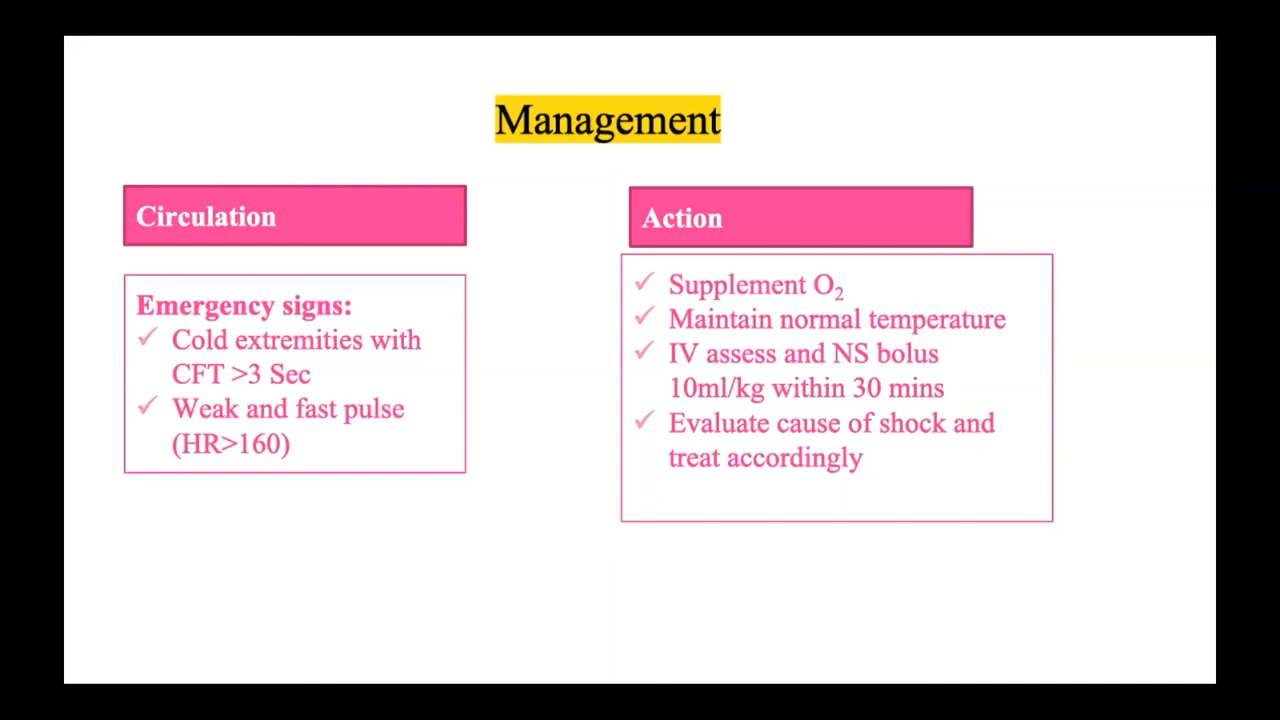 Management
Circulation
Emergency signs:
✓ Cold extremities with
CFT >3 Sec
✓ Weak and fast pulse
(HR>160)
Action
✓ Supplement O₂
✓ Maintain normal temperature
✓ IV assess and NS bolus
10ml/kg within 30 mins
✓ Evaluate cause of shock and
treat accordingly